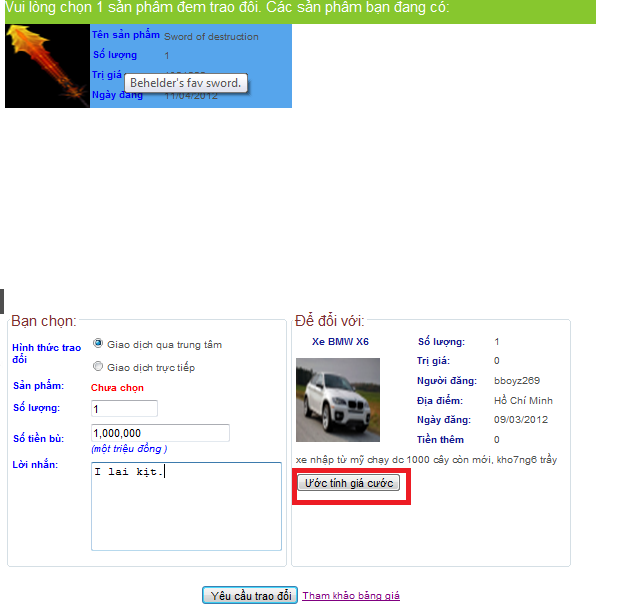 Vui lòng chọn 1 sản phẩm đem trao đổi. Các sản phẩm bạn đang có:
Tên sản phẩm Sword of destruction
Số lượng 1
Trị giá
Behelder's fav sword.
Ngày đăng 11/04/2012
Bạn chọn:
Hình thức trao đổi
Giao dịch qua trung tâm
Giao dịch trực tiếp
Sản phẩm: Chưa chọn
Số lượng: 1
Số tiền bù: 1,000,000
(một triệu đồng )
Lời nhắn: I lai kịt.
Để đổi với:
Xe BMW X6
Số lượng: 1
Trị giá: 0
Người đăng: bboyz269
Địa điểm: Hồ Chí Minh
Ngày đăng: 09/03/2012
Tiền thêm 0
xe nhập từ mỹ chạy dc 1000 cây còn mới, kho7ng6 trầy
Ước tính giá cước
Yêu cầu trao đổi Tham khảo bảng giá